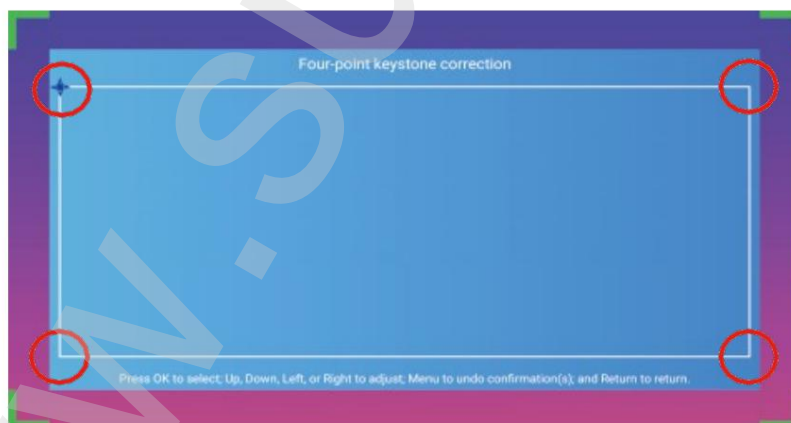 Four-point keystone correction
Press OK to select; Up, Down, Left, or Right to adjust; Menu to undo confirmation(s); and Return to return.
W.SU